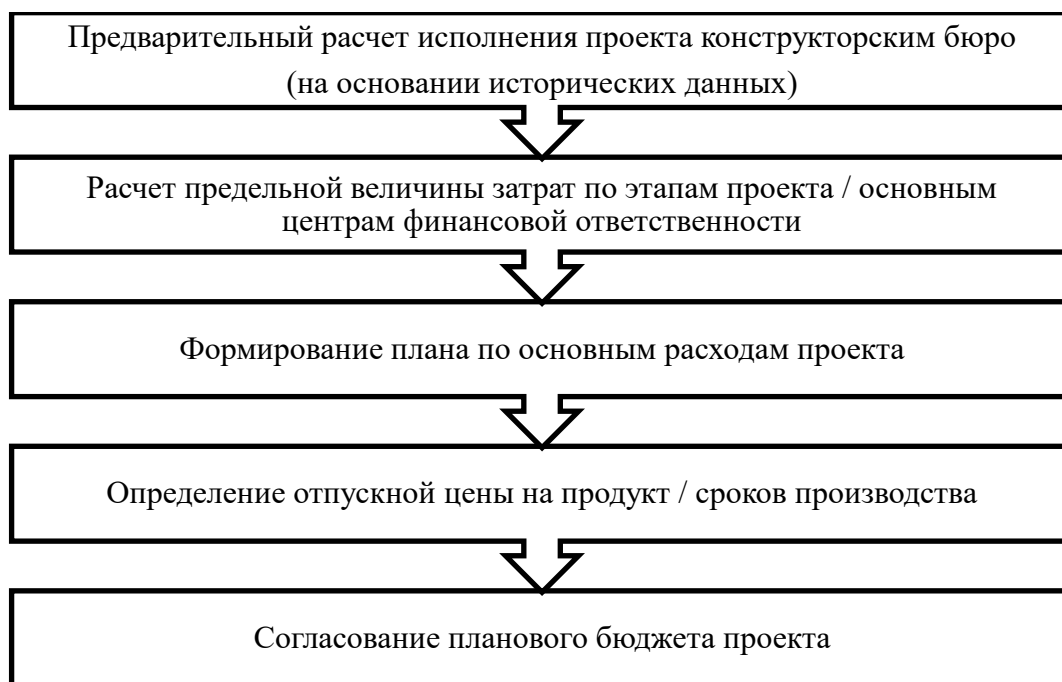 Предварительный расчет исполнения проекта конструкторским бюро
(на основании исторических данных)
Расчет предельной величины затрат по этапам проекта / основным
центрам финансовой ответственности
Формирование плана по основным расходам проекта
Определение отпускной цены на продукт / сроков производства
Согласование планового бюджета проекта